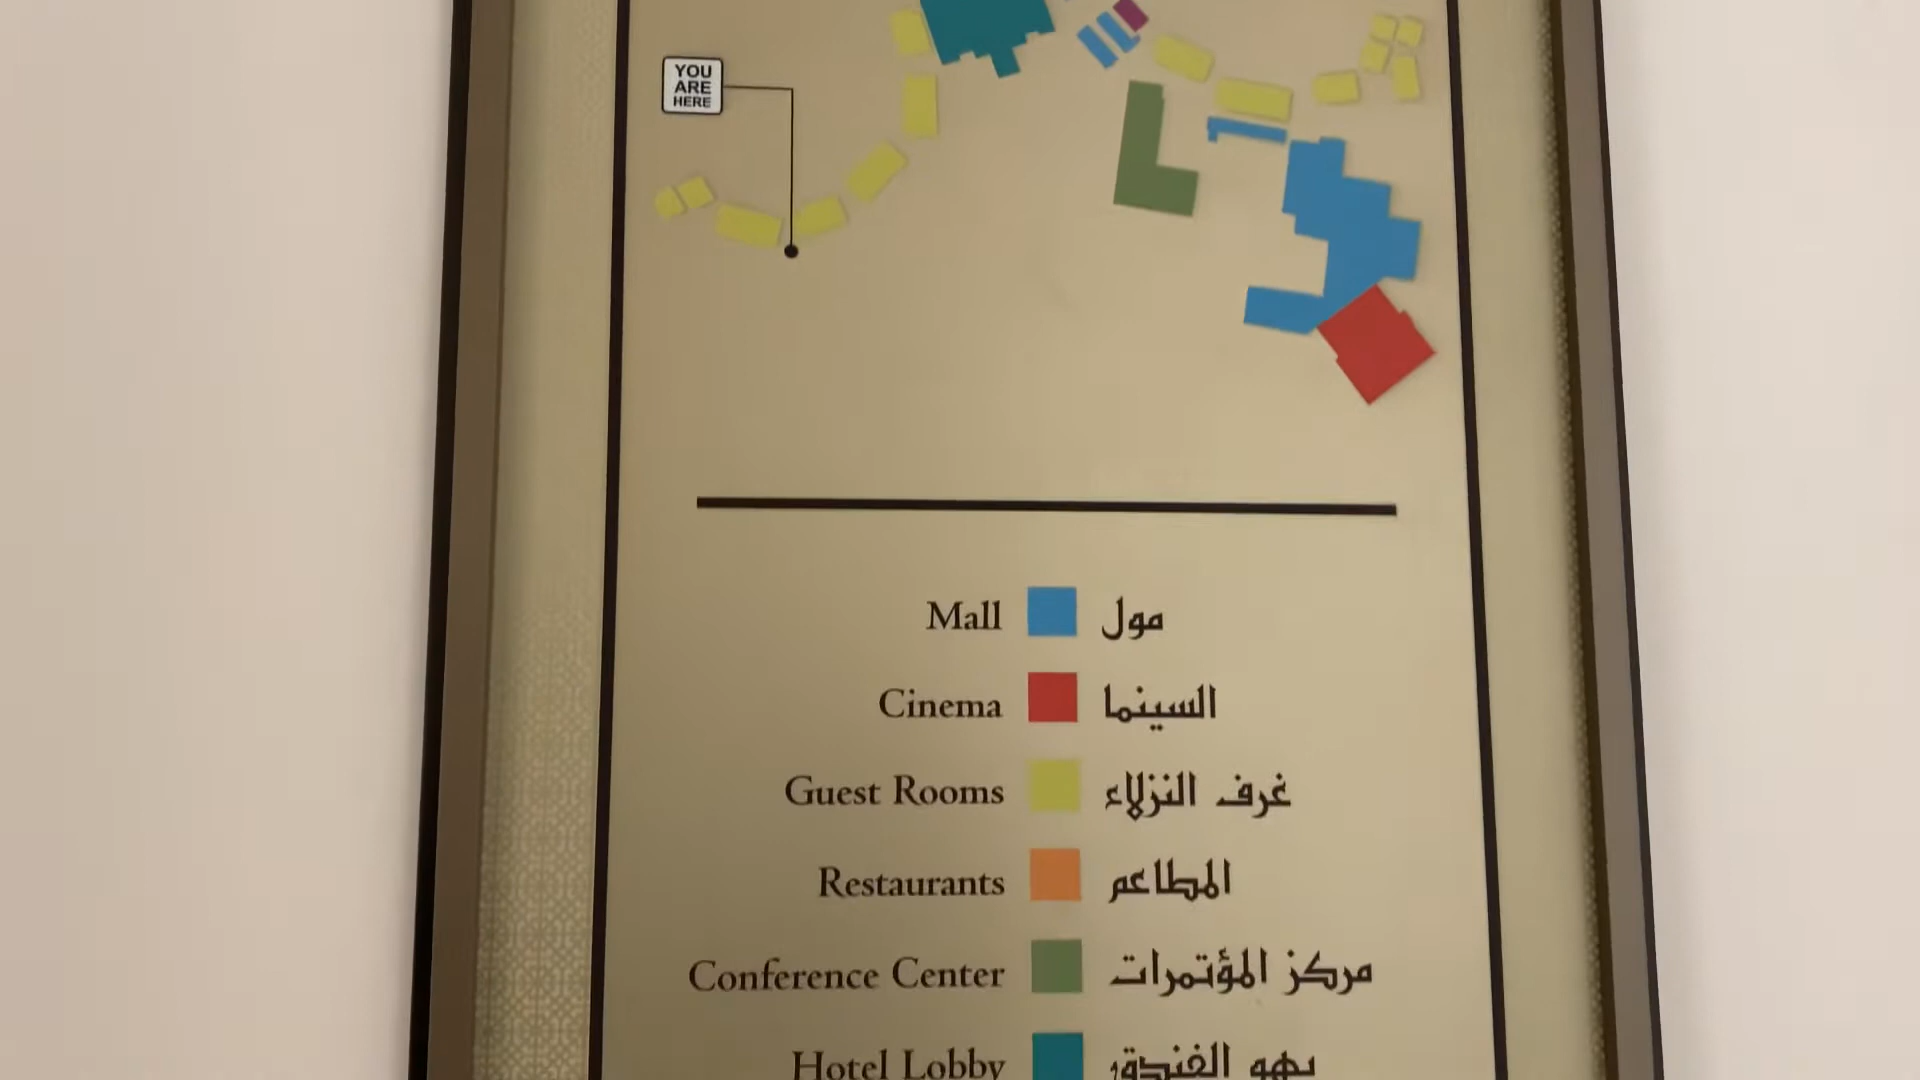 YOU
ARE
HERE
Mall مول
Cinema السينما
Guest Rooms غرف النزلاء
Restaurants المطاعم
Conference Center مركز المؤتمرات
Hotel Lobby بهو الفندق